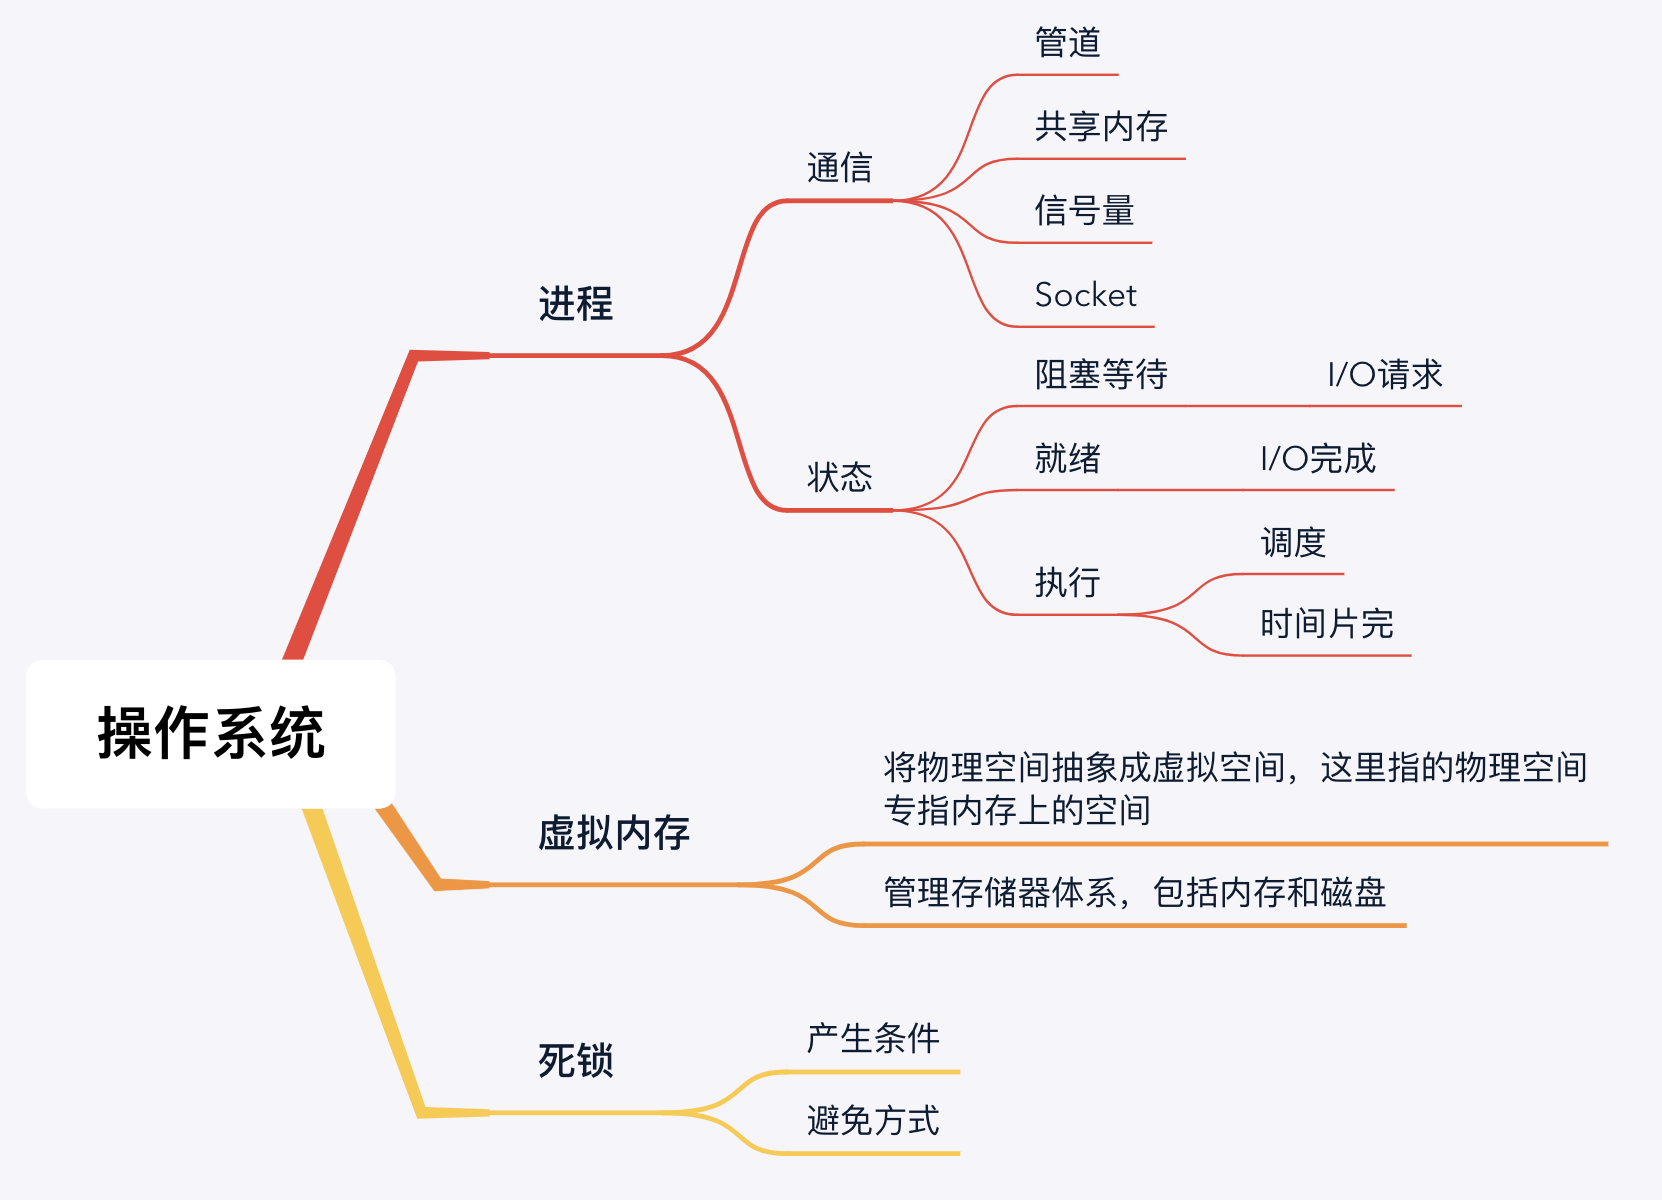 操作系统
进程
通信
管道
共享内存
信号量
Socket
状态
阻塞等待
I/O请求
就绪
I/O完成
执行
调度
时间片完
虚拟内存
将物理空间抽象成虚拟空间，这里指的物理空间
专指内存上的空间
管理存储器体系，包括内存和磁盘
死锁
产生条件
避免方式